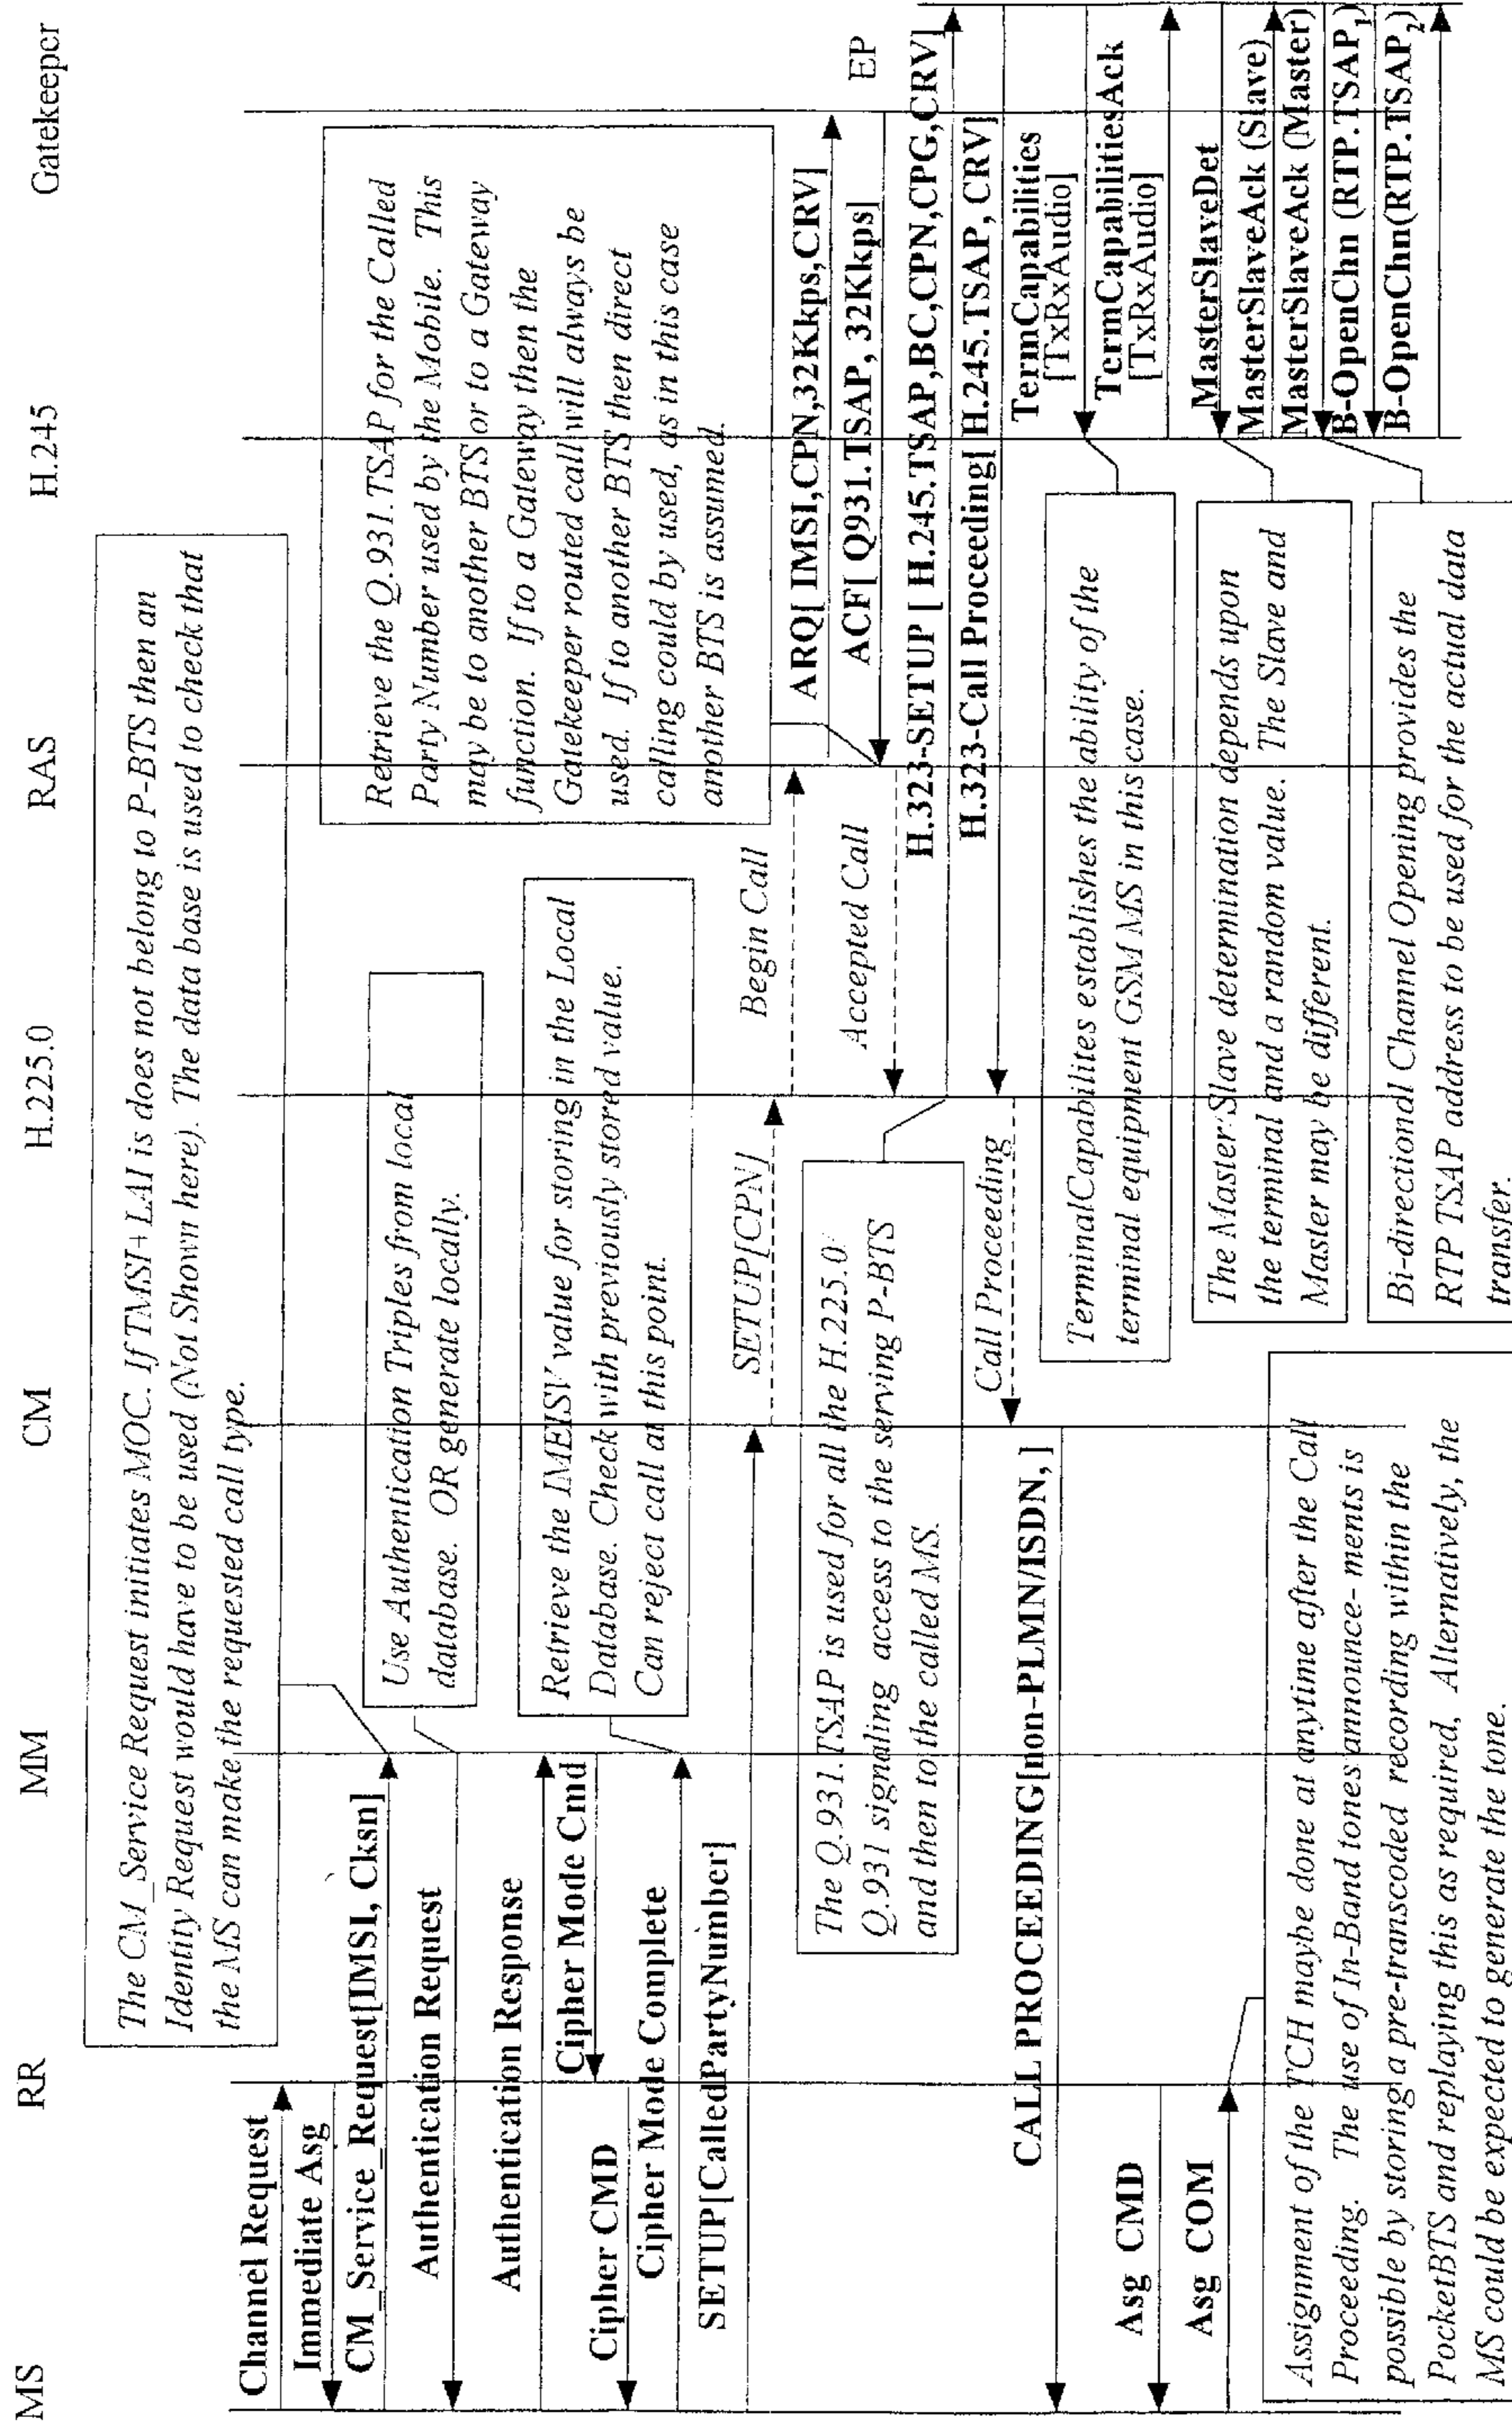 MS RR MM CM H.225.0 RAS H.245 Gatekeeper
The CM_Service Request initiates MOC. If TMSI+LAI is does not belong to P-BTS then an
Identity Request would have to be used (Not Shown here). The data base is used to check that
the MS can make the requested call type.
Channel Request
Immediate Asg
CM_Service_Request[IMSI, Cksn]
Use Authentication Triples from local
database. OR generate locally.
Authentication Request
Authentication Response
Retrieve the IMEISV value for storing in the Local
Database. Check with previously stored value.
Can reject call at this point.
Cipher Mode Cmd
Cipher CMD
Cipher Mode Complete
SETUP[CalledPartyNumber]
SETUP[CPN]
Begin Call
Retrieve the Q.931.TSAP for the Called
Party Number used by the Mobile. This
may be to another BTS or to a Gateway
function. If to a Gateway then the
Gatekeeper routed call will always be
used. If to another BTS then direct
calling could by used, as in this case
another BTS is assumed.
ARQ[ IMSI,CPN,32Kkps,CRV]
ACF[ Q931.TSAP, 32Kkps]
EP
Accepted Call
The Q.931.TSAP is used for all the H.225.0/
Q.931 signaling access to the serving P-BTS
and then to the called MS.
H.323-SETUP [ H.245.TSAP,BC,CPN,CPG,CRV]
H.323-Call Proceeding[ H.245.TSAP, CRV]
Call Proceeding
CALL PROCEEDING[non-PLMN/ISDN, ]
TermCapabilities
[TxRxAudio]
TermCapabilitiesAck
[TxRxAudio]
TerminalCapabilites establishes the ability of the
terminal equipment GSM MS in this case.
Asg CMD
Asg COM
MasterSlaveDet
MasterSlaveAck (Slave)
MasterSlaveAck (Master)
The Master/Slave determination depends upon
the terminal and a random value. The Slave and
Master may be different.
B-OpenChn (RTP.TSAP1)
B-OpenChn(RTP.TSAP2)
Bi-directional Channel Opening provides the
RTP TSAP address to be used for the actual data
transfer.
Assignment of the TCH maybe done at anytime after the Call
Proceeding. The use of In-Band tones announce- ments is
possible by storing a pre-transcoded recording within the
PocketBTS and replaying this as required, Alternatively, the
MS could be expected to generate the tone.